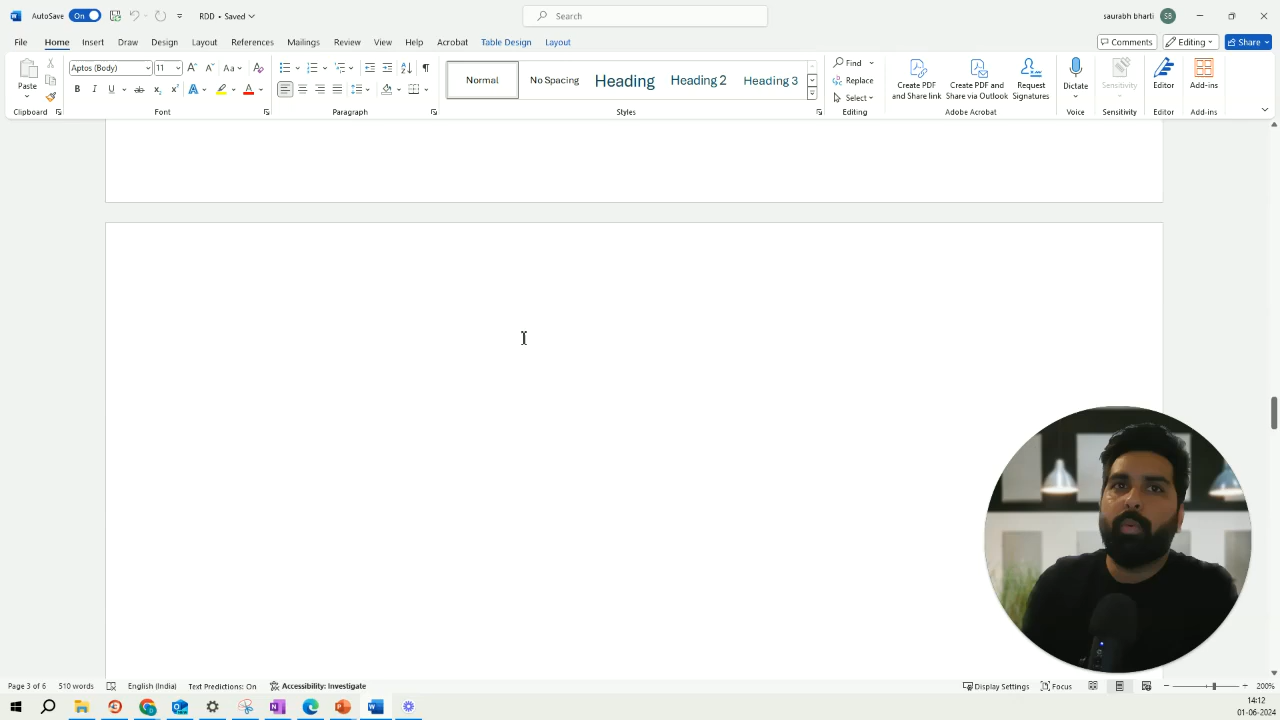 AutoSave On RDD • Saved Search saurabh bharti SB
File Home Insert Draw Design Layout References Mailings Review View Help Acrobat Table Design Layout Comments Editing Share
Paste Aptos (Body) 11 Normal No Spacing Heading Heading 2 Heading 3 Find Replace Select Create PDF and Share link Create PDF and Share via Outlook Request Signatures Dictate Sensitivity Editor Add-ins
Clipboard Font Paragraph Styles Editing Adobe Acrobat Voice Sensitivity Editor Add-ins
Page 3 of 6 510 words English (India) Text Predictions: On Accessibility: Investigate Display Settings Focus 200%
14:12
01-06-2024